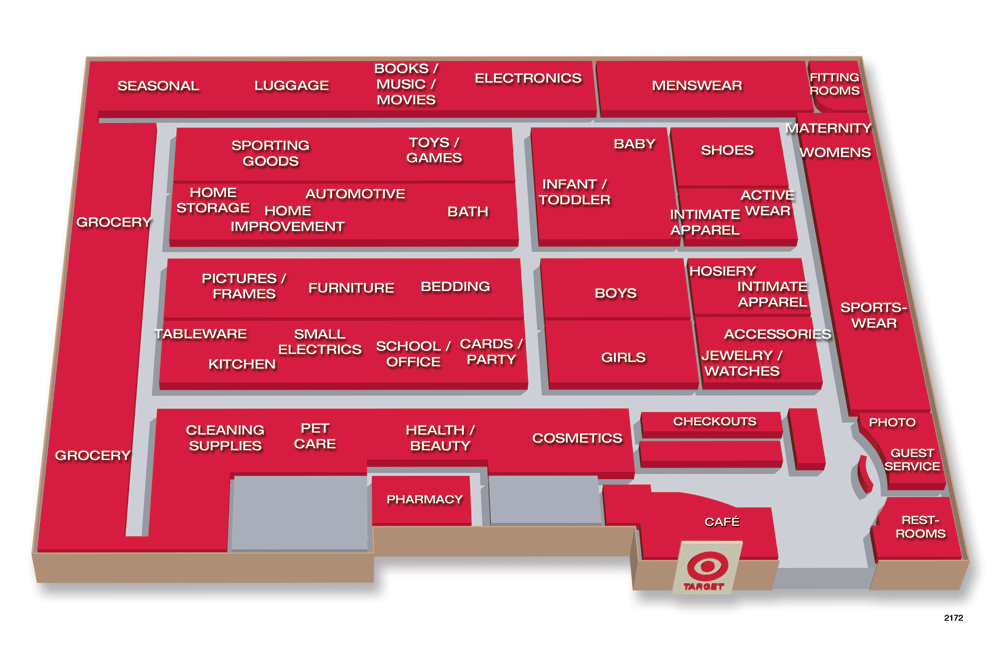 SEASONAL
LUGGAGE
BOOKS /
MUSIC /
MOVIES
ELECTRONICS
MENSWEAR
FITTING
ROOMS
SPORTING
GOODS
TOYS /
GAMES
BABY
SHOES
MATERNITY
WOMENS
HOME
STORAGE
AUTOMOTIVE
HOME
IMPROVEMENT
BATH
INFANT /
TODDLER
INTIMATE
APPAREL
ACTIVE
WEAR
GROCERY
PICTURES /
FRAMES
FURNITURE
BEDDING
BOYS
HOSIERY
INTIMATE
APPAREL
SPORTS-
WEAR
TABLEWARE
KITCHEN
SMALL
ELECTRICS
SCHOOL /
OFFICE
CARDS /
PARTY
GIRLS
ACCESSORIES
JEWELRY /
WATCHES
GROCERY
CLEANING
SUPPLIES
PET
CARE
HEALTH /
BEAUTY
COSMETICS
CHECKOUTS
PHOTO
GUEST
SERVICE
PHARMACY
CAFÉ
REST-
ROOMS
TARGET
2172